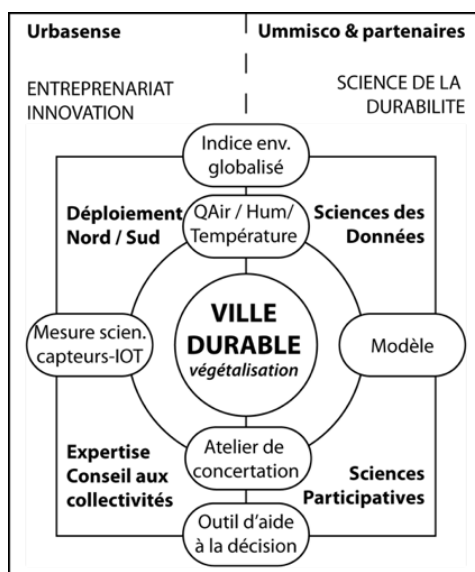 Urbasense
Ummisco & partenaires
ENTREPRENARIAT
INNOVATION
SCIENCE DE LA
DURABILITE
Indice env.
globalisé
Déploiement
Nord / Sud
QAir / Hum/
Température
Sciences des
Données
Mesure scien.
capteurs-IOT
VILLE
DURABLE
végétalisation
Modèle
Expertise
Conseil aux
collectivités
Atelier de
concertation
Sciences
Participatives
Outil d'aide
à la décision